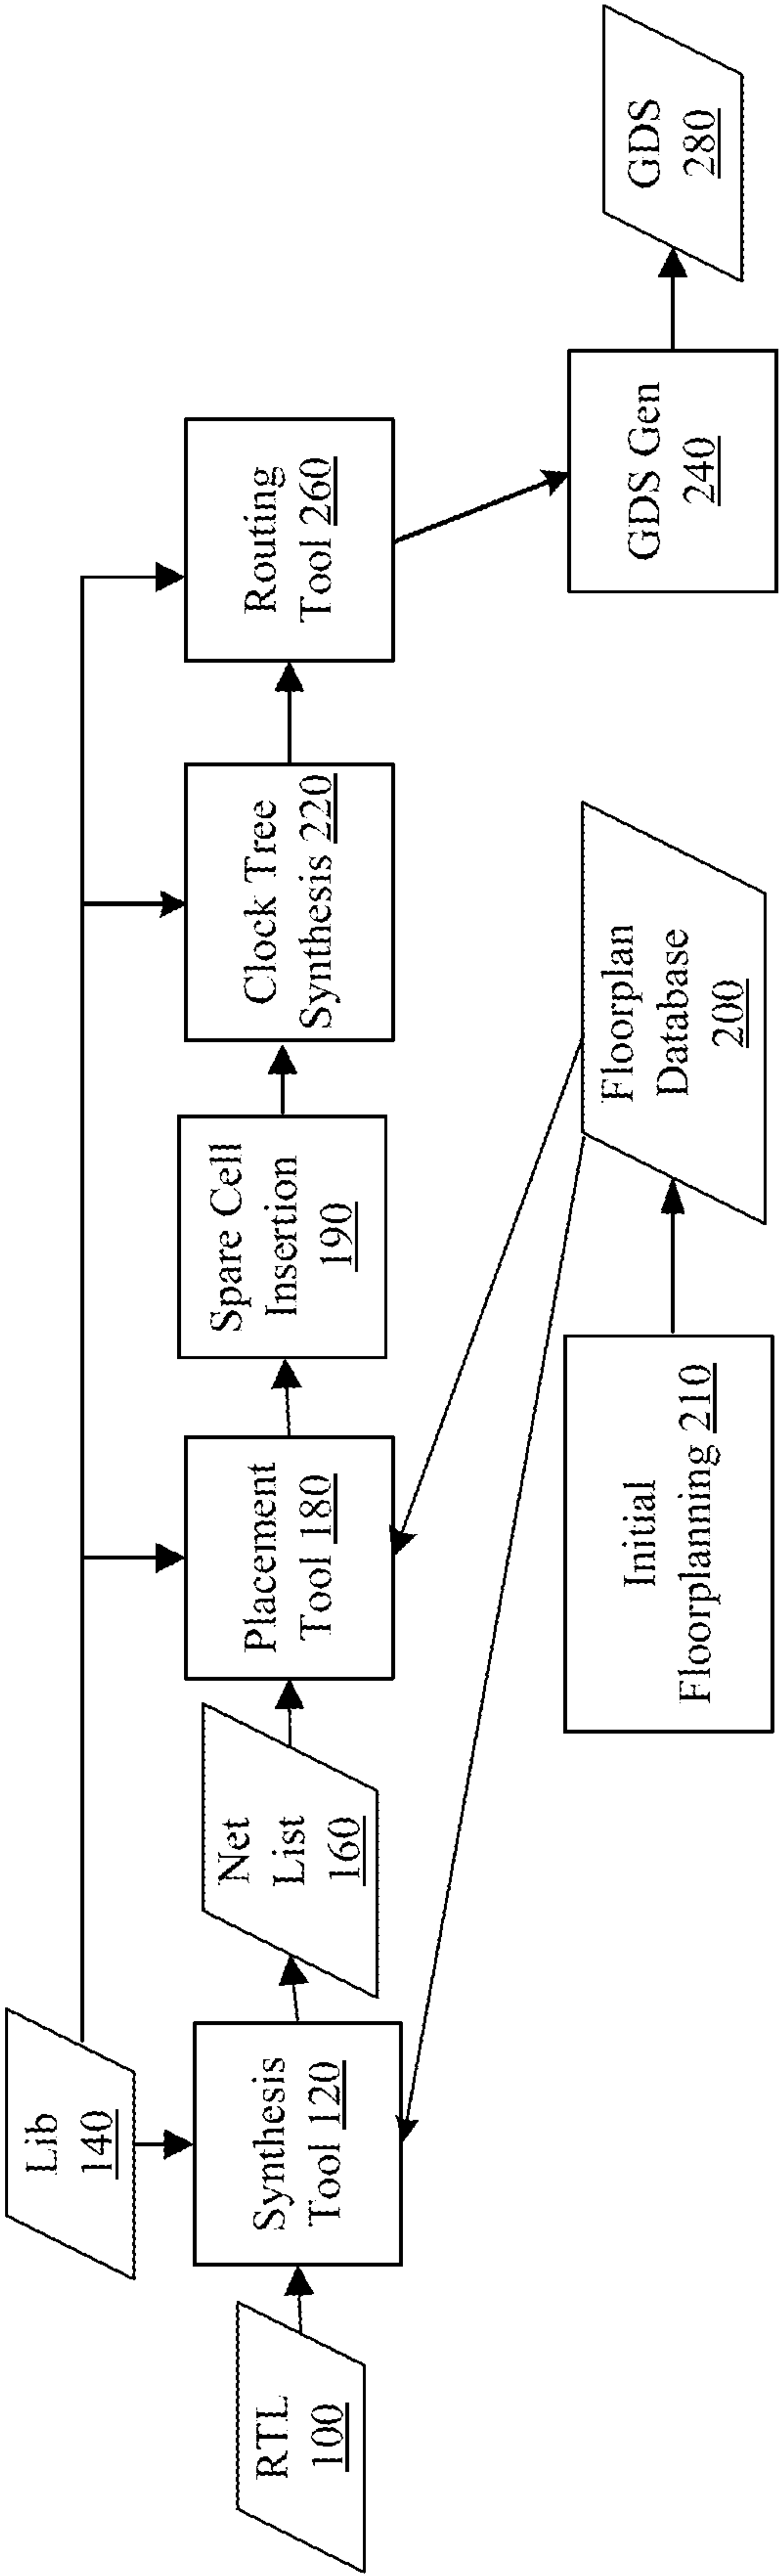 Lib
140
RTL
100
Synthesis
Tool 120
Net
List
160
Placement
Tool 180
Spare Cell
Insertion
190
Clock Tree
Synthesis 220
Routing
Tool 260
Initial
Floorplanning 210
Floorplan
Database
200
GDS Gen
240
GDS
280